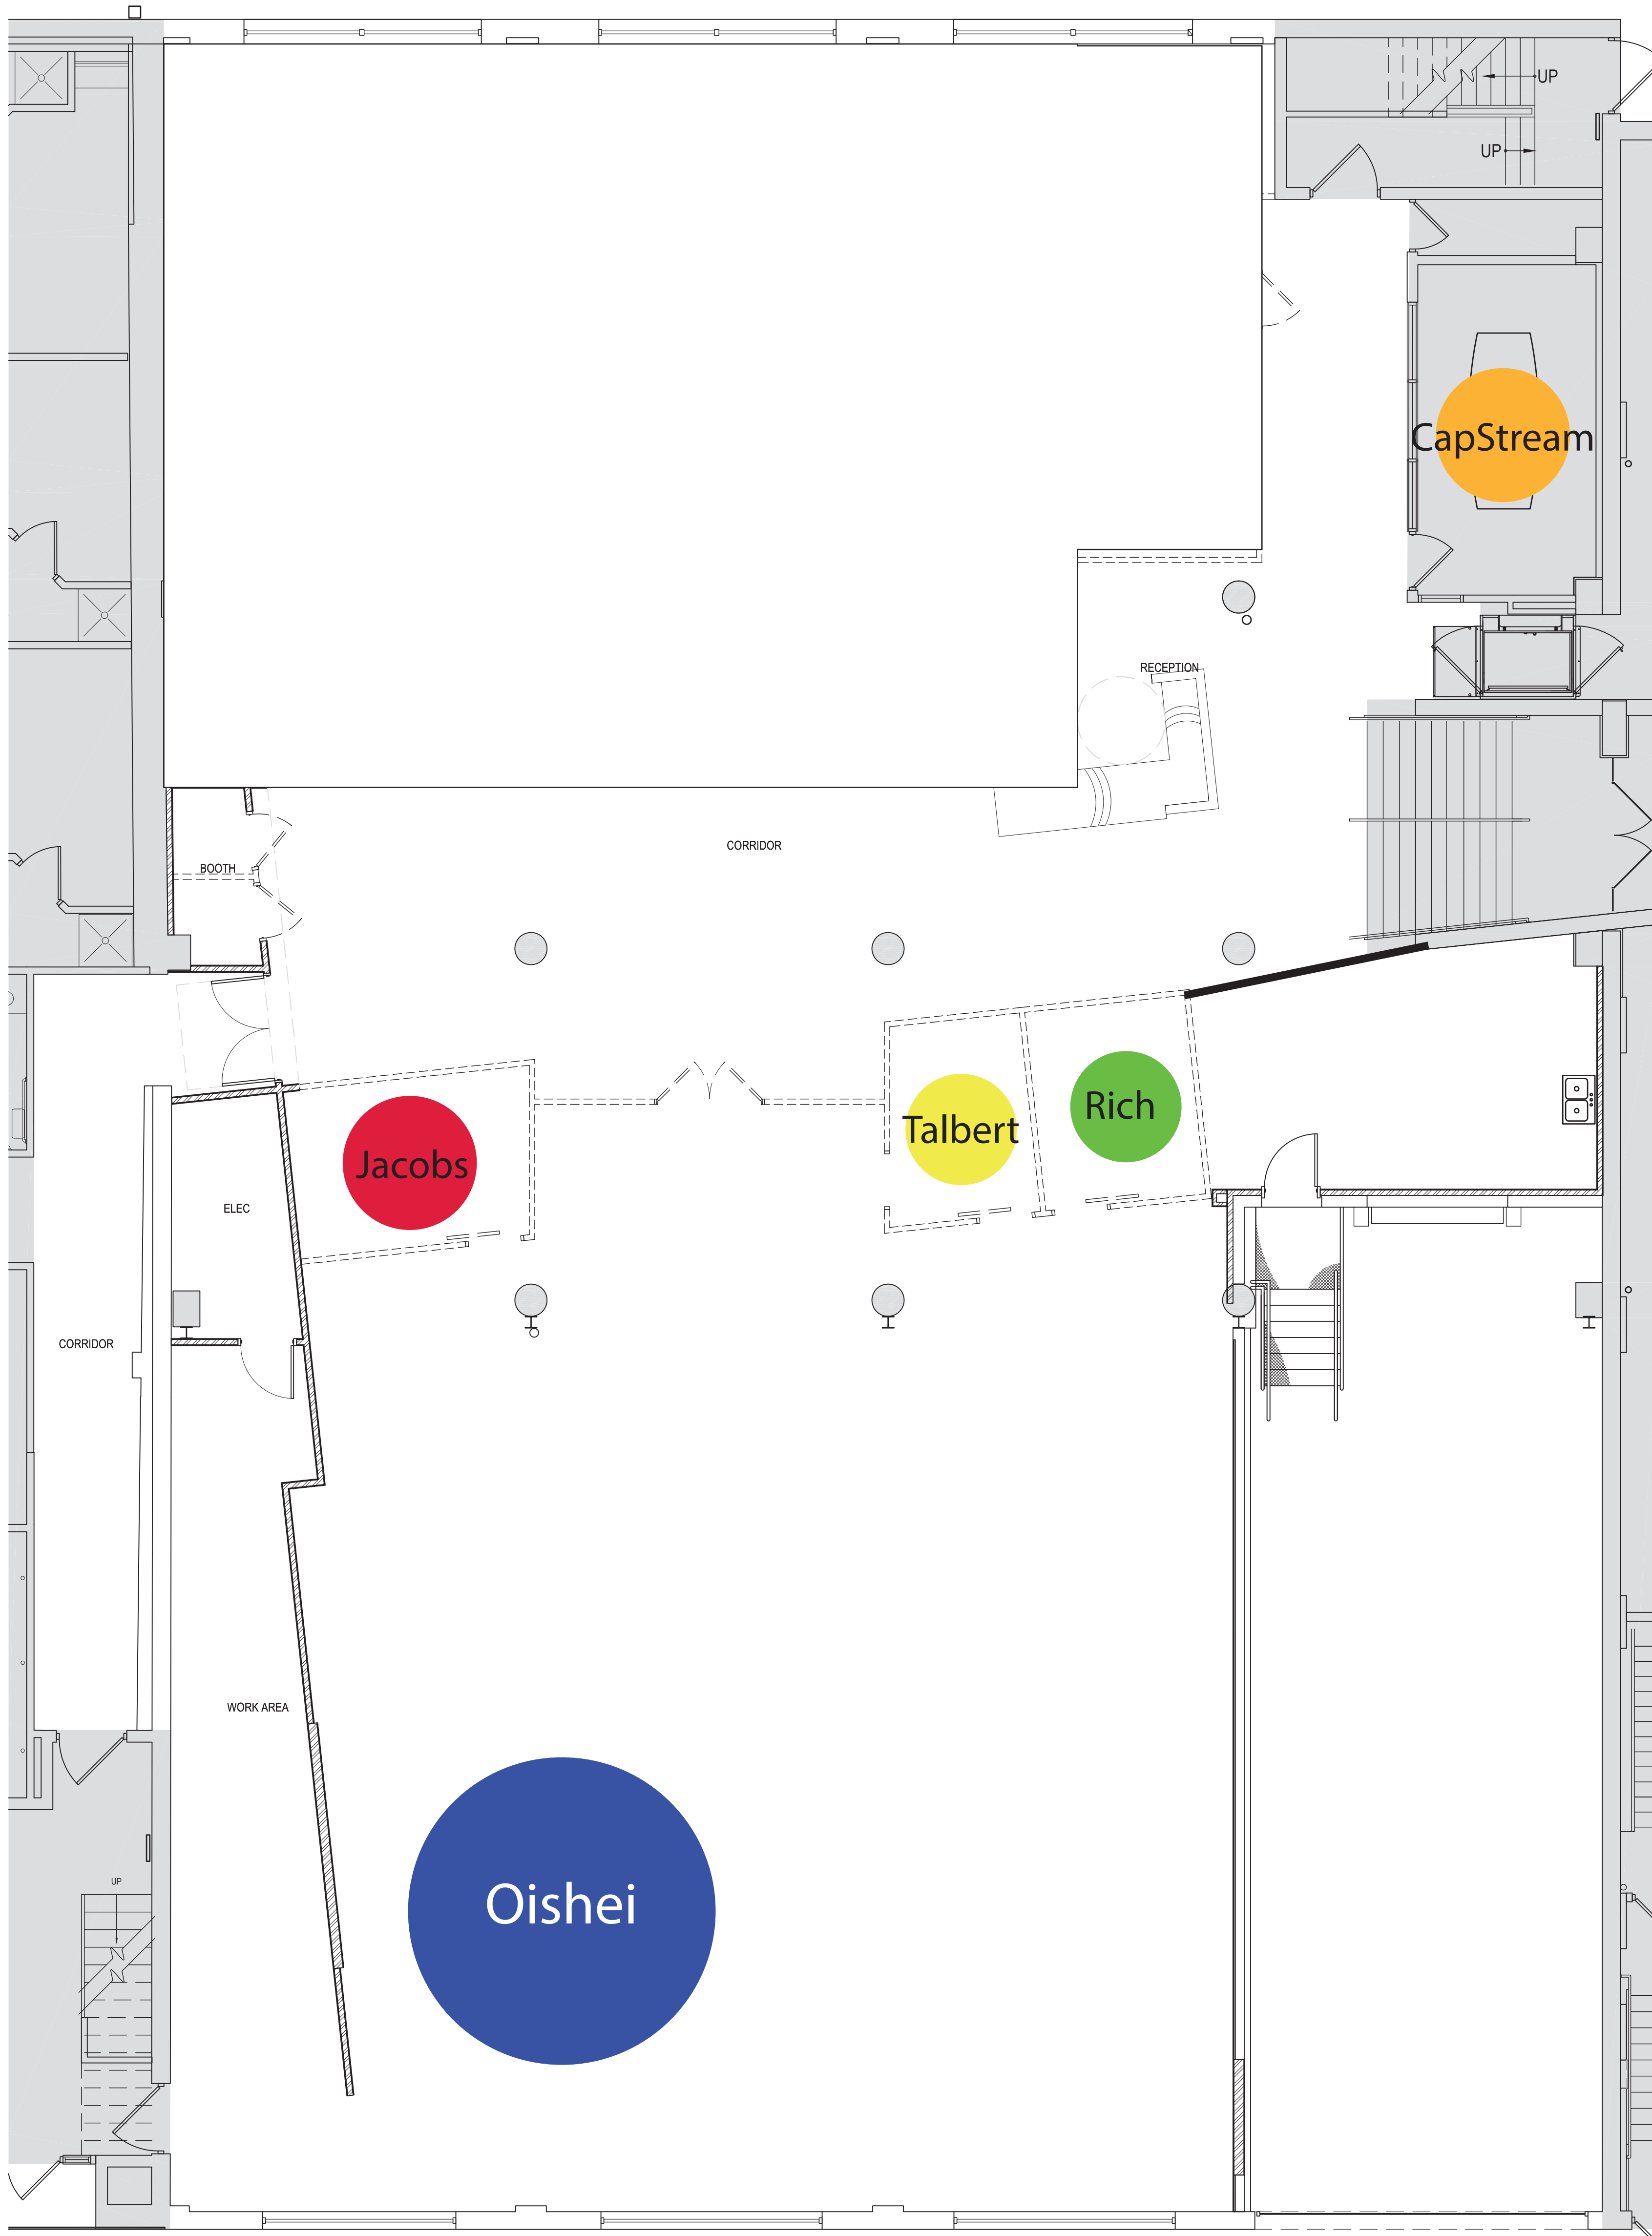 UP
UP
CapStream
RECEPTION
CORRIDOR
BOOTH
Rich
Talbert
Jacobs
ELEC
CORRIDOR
WORK AREA
UP
Oishei